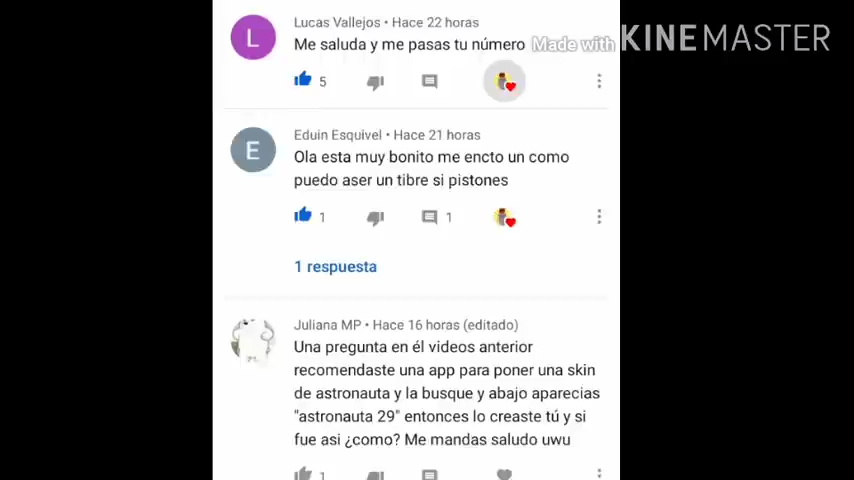 Lucas Vallejos • Hace 22 horas
Me saluda y me pasas tu número
Made with KINEMASTER
5
Eduin Esquivel • Hace 21 horas
Ola esta muy bonito me encto un como
puedo aser un tibre si pistones
1 1
1 respuesta
Juliana MP • Hace 16 horas (editado)
Una pregunta en él videos anterior
recomendaste una app para poner una skin
de astronauta y la busque y abajo aparecias
"astronauta 29" entonces lo creaste tú y si
fue asi ¿como? Me mandas saludo uwu
1
L
E